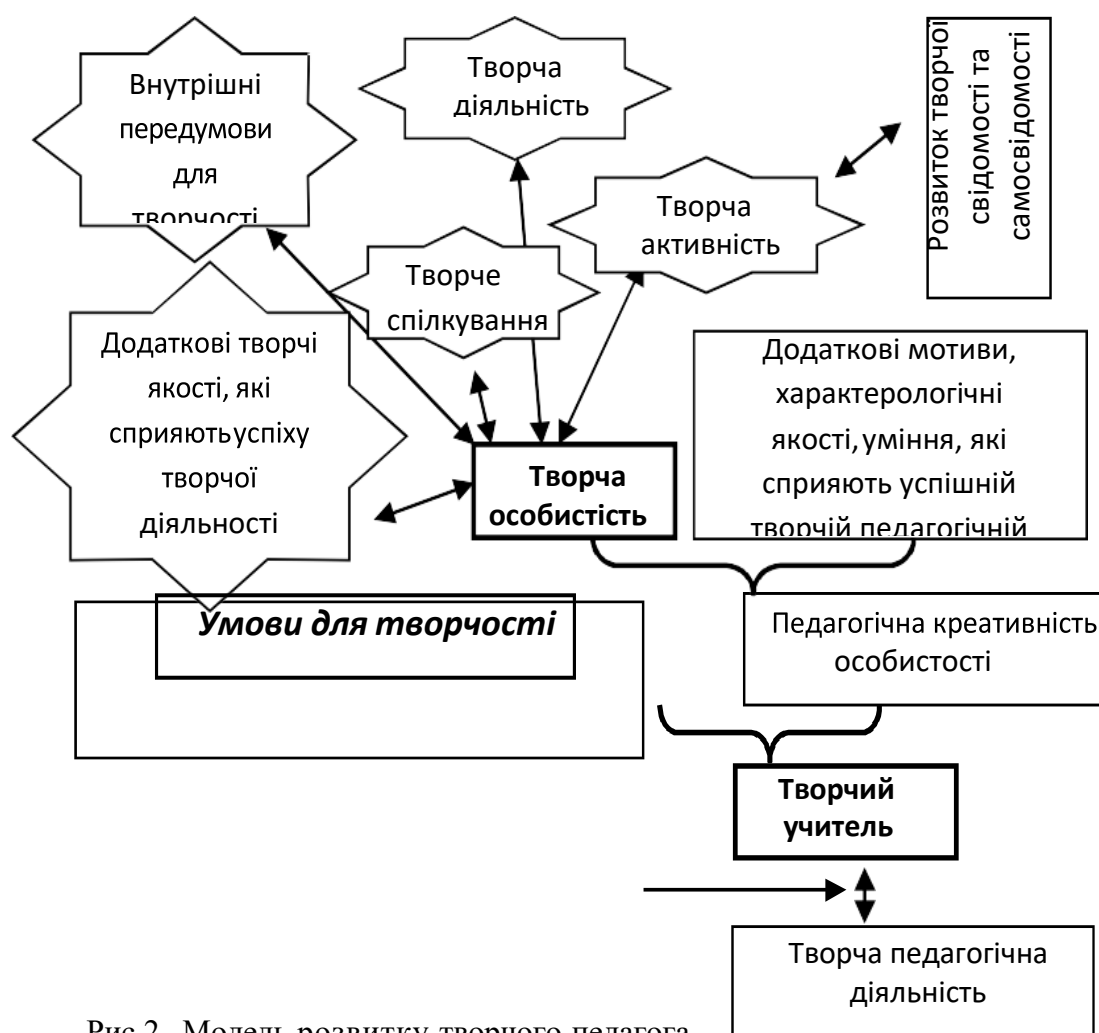 Внутрішні
передумови
для
творчості
Творча
діяльність
Розвиток творчої
свідомості та
самосвідомості
Творча
активність
Творче
спілкування
Додаткові творчі
якості, які
сприяють успіху
творчої
діяльності
Додаткові мотиви,
характерологічні
якості, уміння, які
сприяють успішній
творчій педагогічній
Творча
особистість
Умови для творчості
Педагогічна креативність
особистості
Творчий
учитель
Творча педагогічна
діяльність
Рис.2. Модель розвитку творчого педагога